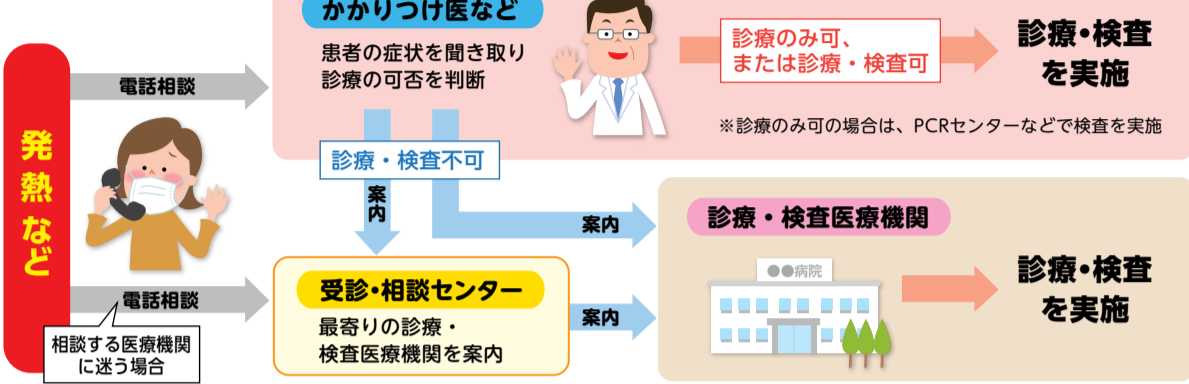 かかりつけ医など
患者の症状を聞き取り
診療の可否を判断
診療のみ可、
または診療・検査可
診療・検査
を実施
※診療のみ可の場合は、PCRセンターなどで検査を実施
発熱など
電話相談
診療・検査不可
案内
案内
診療・検査医療機関
●●病院
診療・検査
を実施
電話相談
相談する医療機関
に迷う場合
受診・相談センター
最寄りの診療・
検査医療機関を案内
案内